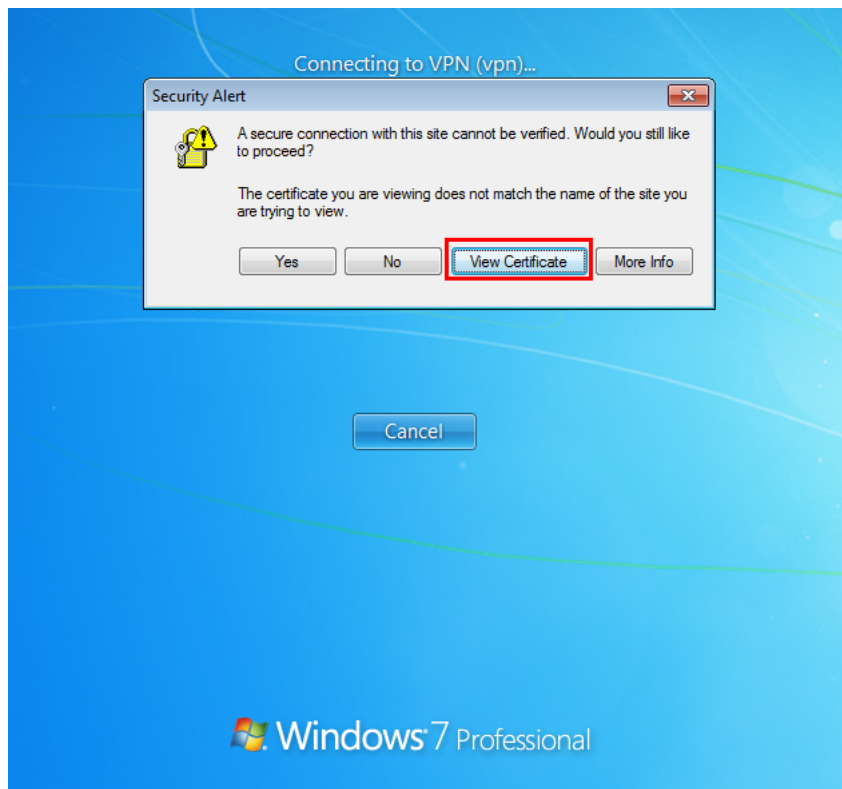 Connecting to VPN (vpn)...
Security Alert
A secure connection with this site cannot be verified. Would you still like
to proceed?
The certificate you are viewing does not match the name of the site you
are trying to view.
Yes No View Certificate More Info
Cancel
Windows 7 Professional